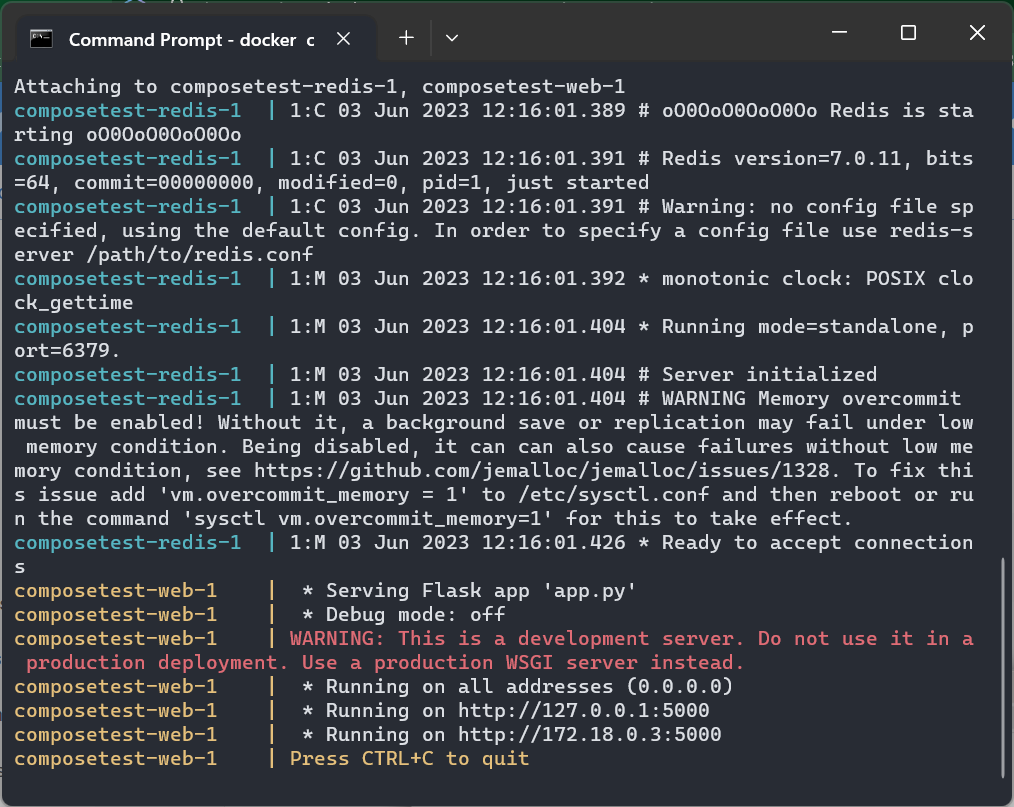 Command Prompt - docker c
Attaching to composetest-redis-1, composetest-web-1
composetest-redis-1  | 1:C 03 Jun 2023 12:16:01.389 # oO0OoO0OoO0Oo Redis is sta
rting oO0OoO0OoO0Oo
composetest-redis-1  | 1:C 03 Jun 2023 12:16:01.391 # Redis version=7.0.11, bits
=64, commit=00000000, modified=0, pid=1, just started
composetest-redis-1  | 1:C 03 Jun 2023 12:16:01.391 # Warning: no config file sp
ecified, using the default config. In order to specify a config file use redis-s
erver /path/to/redis.conf
composetest-redis-1  | 1:M 03 Jun 2023 12:16:01.392 * monotonic clock: POSIX clo
ck_gettime
composetest-redis-1  | 1:M 03 Jun 2023 12:16:01.404 * Running mode=standalone, p
ort=6379.
composetest-redis-1  | 1:M 03 Jun 2023 12:16:01.404 # Server initialized
composetest-redis-1  | 1:M 03 Jun 2023 12:16:01.404 # WARNING Memory overcommit
must be enabled! Without it, a background save or replication may fail under low
 memory condition. Being disabled, it can can also cause failures without low me
mory condition, see https://github.com/jemalloc/jemalloc/issues/1328. To fix thi
s issue add 'vm.overcommit_memory = 1' to /etc/sysctl.conf and then reboot or ru
n the command 'sysctl vm.overcommit_memory=1' for this to take effect.
composetest-redis-1  | 1:M 03 Jun 2023 12:16:01.426 * Ready to accept connection
s
composetest-web-1    |  * Serving Flask app 'app.py'
composetest-web-1    |  * Debug mode: off
composetest-web-1    | WARNING: This is a development server. Do not use it in a
 production deployment. Use a production WSGI server instead.
composetest-web-1    |  * Running on all addresses (0.0.0.0)
composetest-web-1    |  * Running on http://127.0.0.1:5000
composetest-web-1    |  * Running on http://172.18.0.3:5000
composetest-web-1    | Press CTRL+C to quit